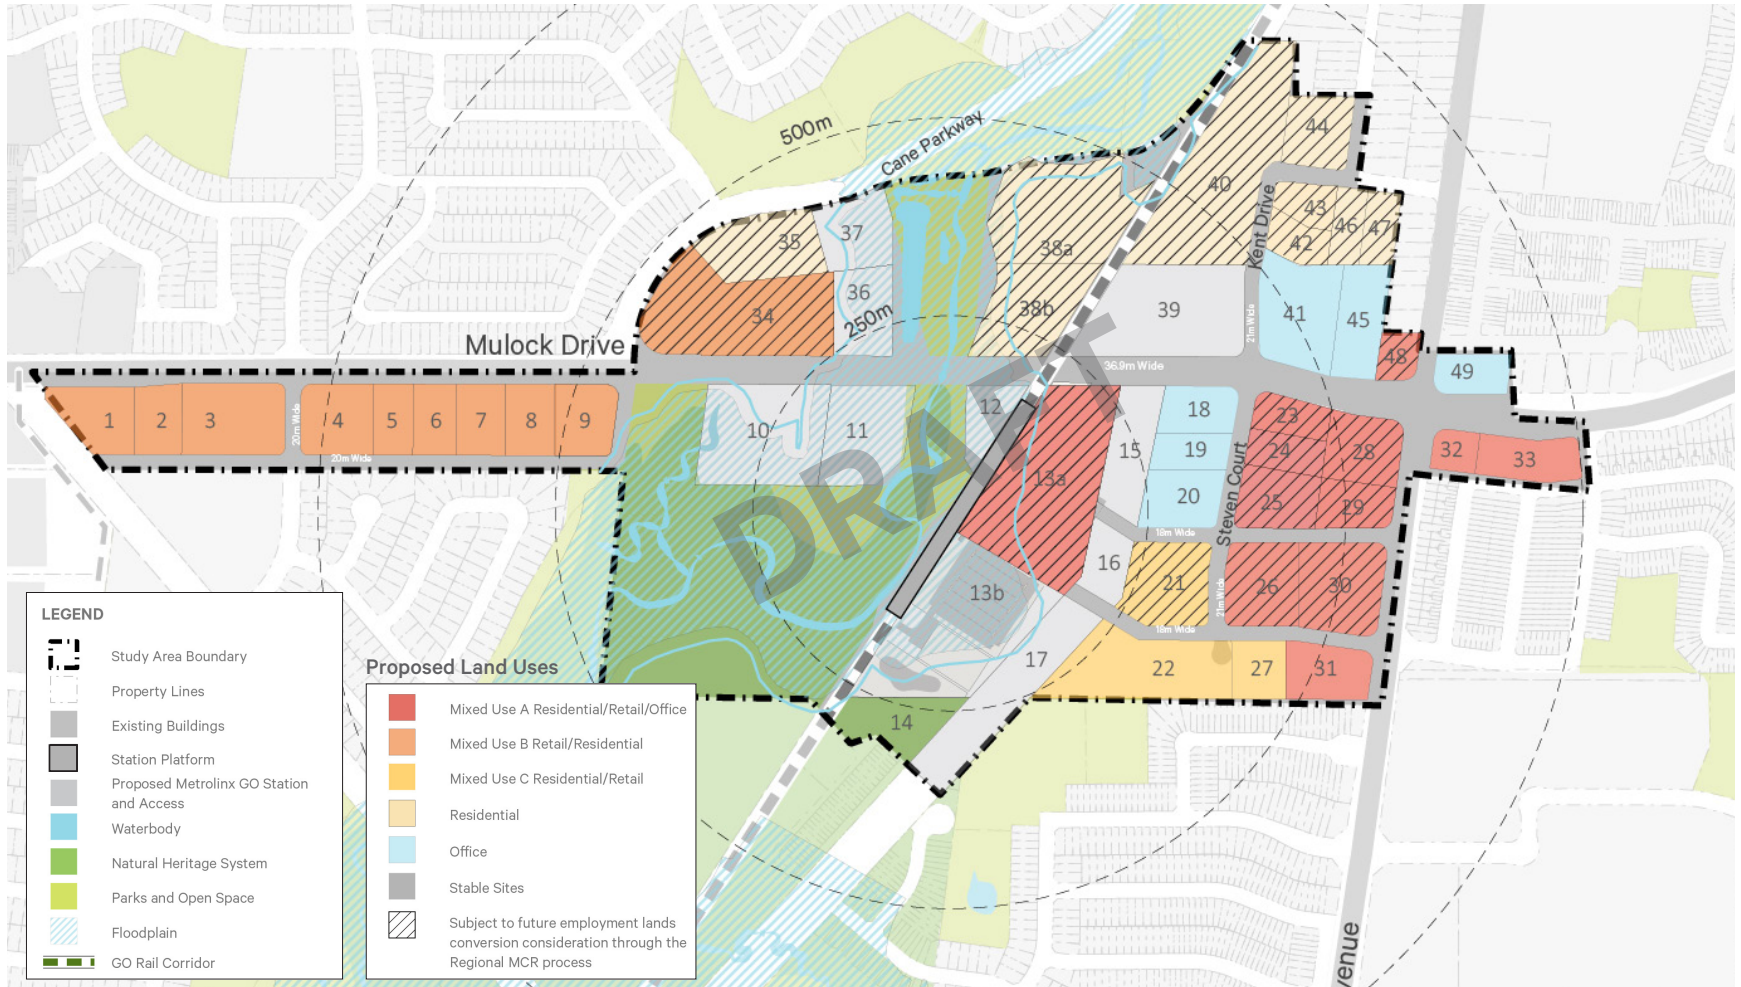 500m
Cane Parkway
44
40
Kent Drive
43
46
47
42
35
37
38a
36
250m
34
38b
39
21m Wide
41
45
Mulock Drive
48
36.9m Wide
49
1
2
3
20m Wide
4
5
6
7
8
9
20m Wide
10
11
12
DRAFT
13a
15
18
19
20
Steven Court
23
24
28
25
29
32
33
18m Wide
16
21
21m Wide
26
30
13b
18m Wide
17
22
27
31
14
venue
LEGEND
Study Area Boundary
Property Lines
Existing Buildings
Station Platform
Proposed Metrolinx GO Station
and Access
Waterbody
Natural Heritage System
Parks and Open Space
Floodplain
GO Rail Corridor
Proposed Land Uses
Mixed Use A Residential/Retail/Office
Mixed Use B Retail/Residential
Mixed Use C Residential/Retail
Residential
Office
Stable Sites
Subject to future employment lands
conversion consideration through the
Regional MCR process